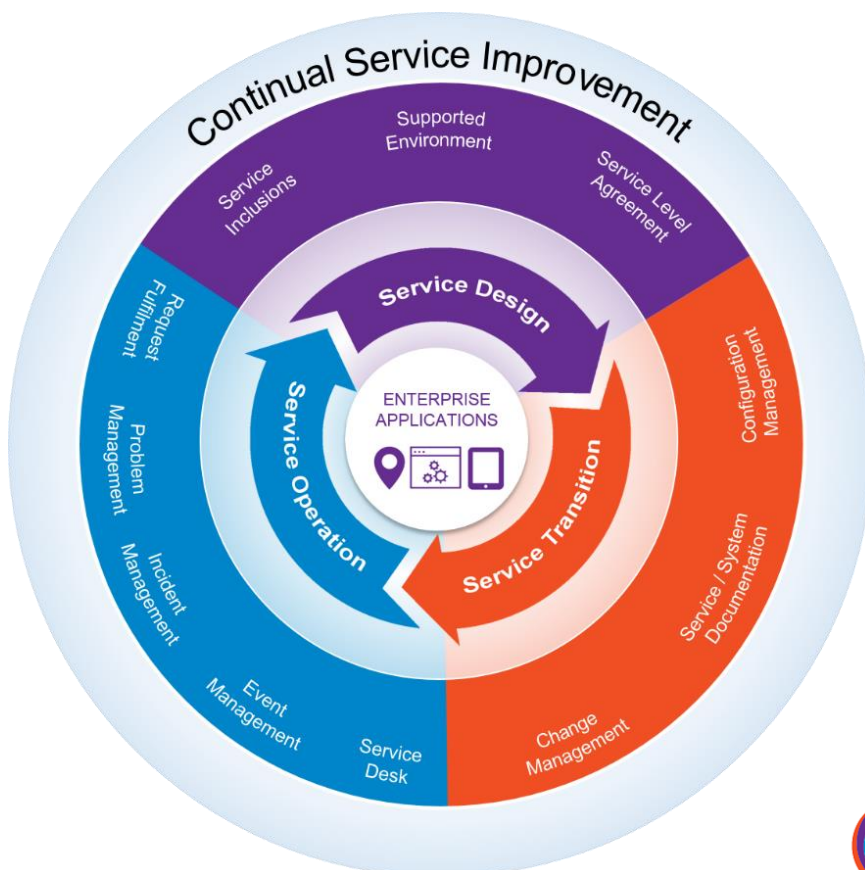 Continual Service Improvement
Supported
Environment
Service
Inclusions
Service Level
Agreement
Request
Fulfilment
Problem
Management
Incident
Management
Event
Management
Service
Desk
Configuration
Management
Service / System
Documentation
Change
Management
Service Design
Service Transition
Service Operation
ENTERPRISE
APPLICATIONS